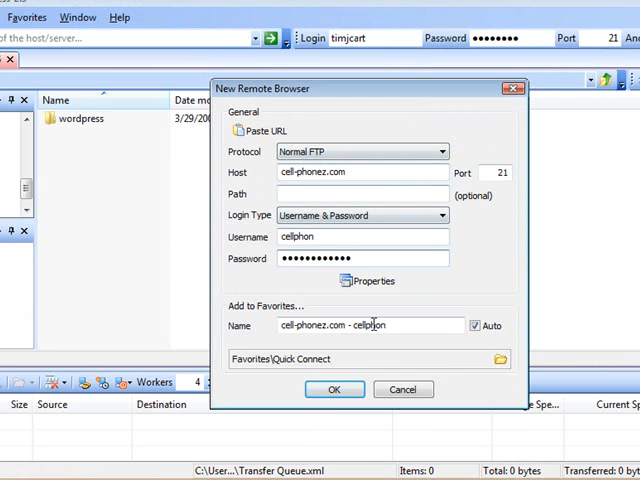 Favorites Window Help
of the host/server... Login timjcart Password ●●●●●●●● Port 21
New Remote Browser
Name Date mo
wordpress 3/29/20
General
Paste URL
Protocol Normal FTP
Host cell-phonez.com Port 21
Path (optional)
Login Type Username & Password
Username cellphon
Password ●●●●●●●●●●●●
Properties
Add to Favorites...
Name cell-phonez.com - cellphon Auto
Favorites\Quick Connect
OK Cancel
Workers 4
Size Source Destination e Spe... Current Sp
C:\User...\Transfer Queue.xml Items: 0 Total: 0 bytes Transferred: 0 bytes